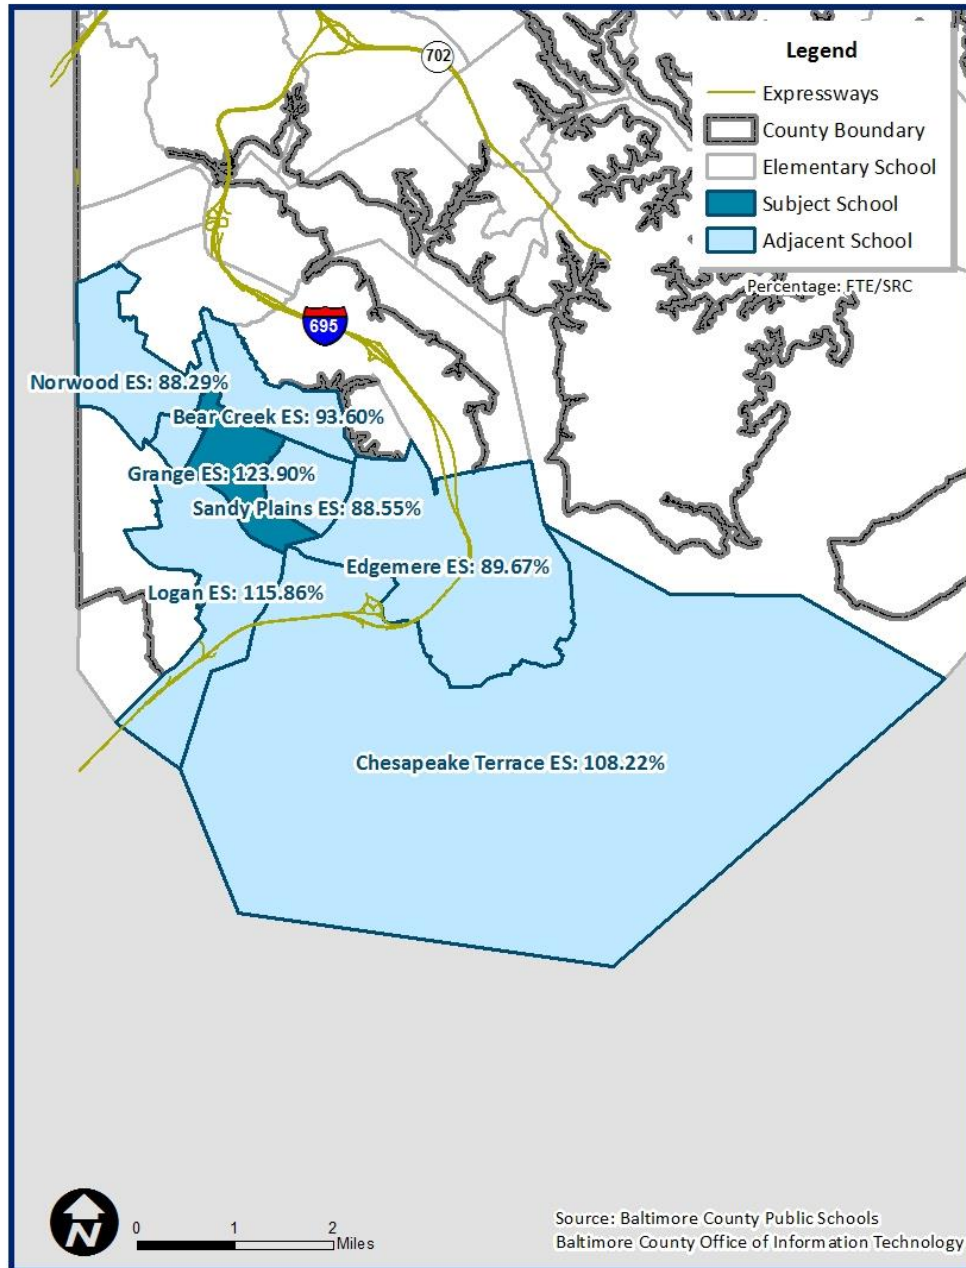 702
Legend
Expressways
County Boundary
Elementary School
Subject School
Adjacent School
Percentage: FTE/SRC
695
Norwood ES: 88.29%
Bear Creek ES: 93.60%
Grange ES: 123.90%
Sandy Plains ES: 88.55%
Edgemere ES: 89.67%
Logan ES: 115.86%
Chesapeake Terrace ES: 108.22%
N
0 1 2
Miles
Source: Baltimore County Public Schools
Baltimore County Office of Information Technology